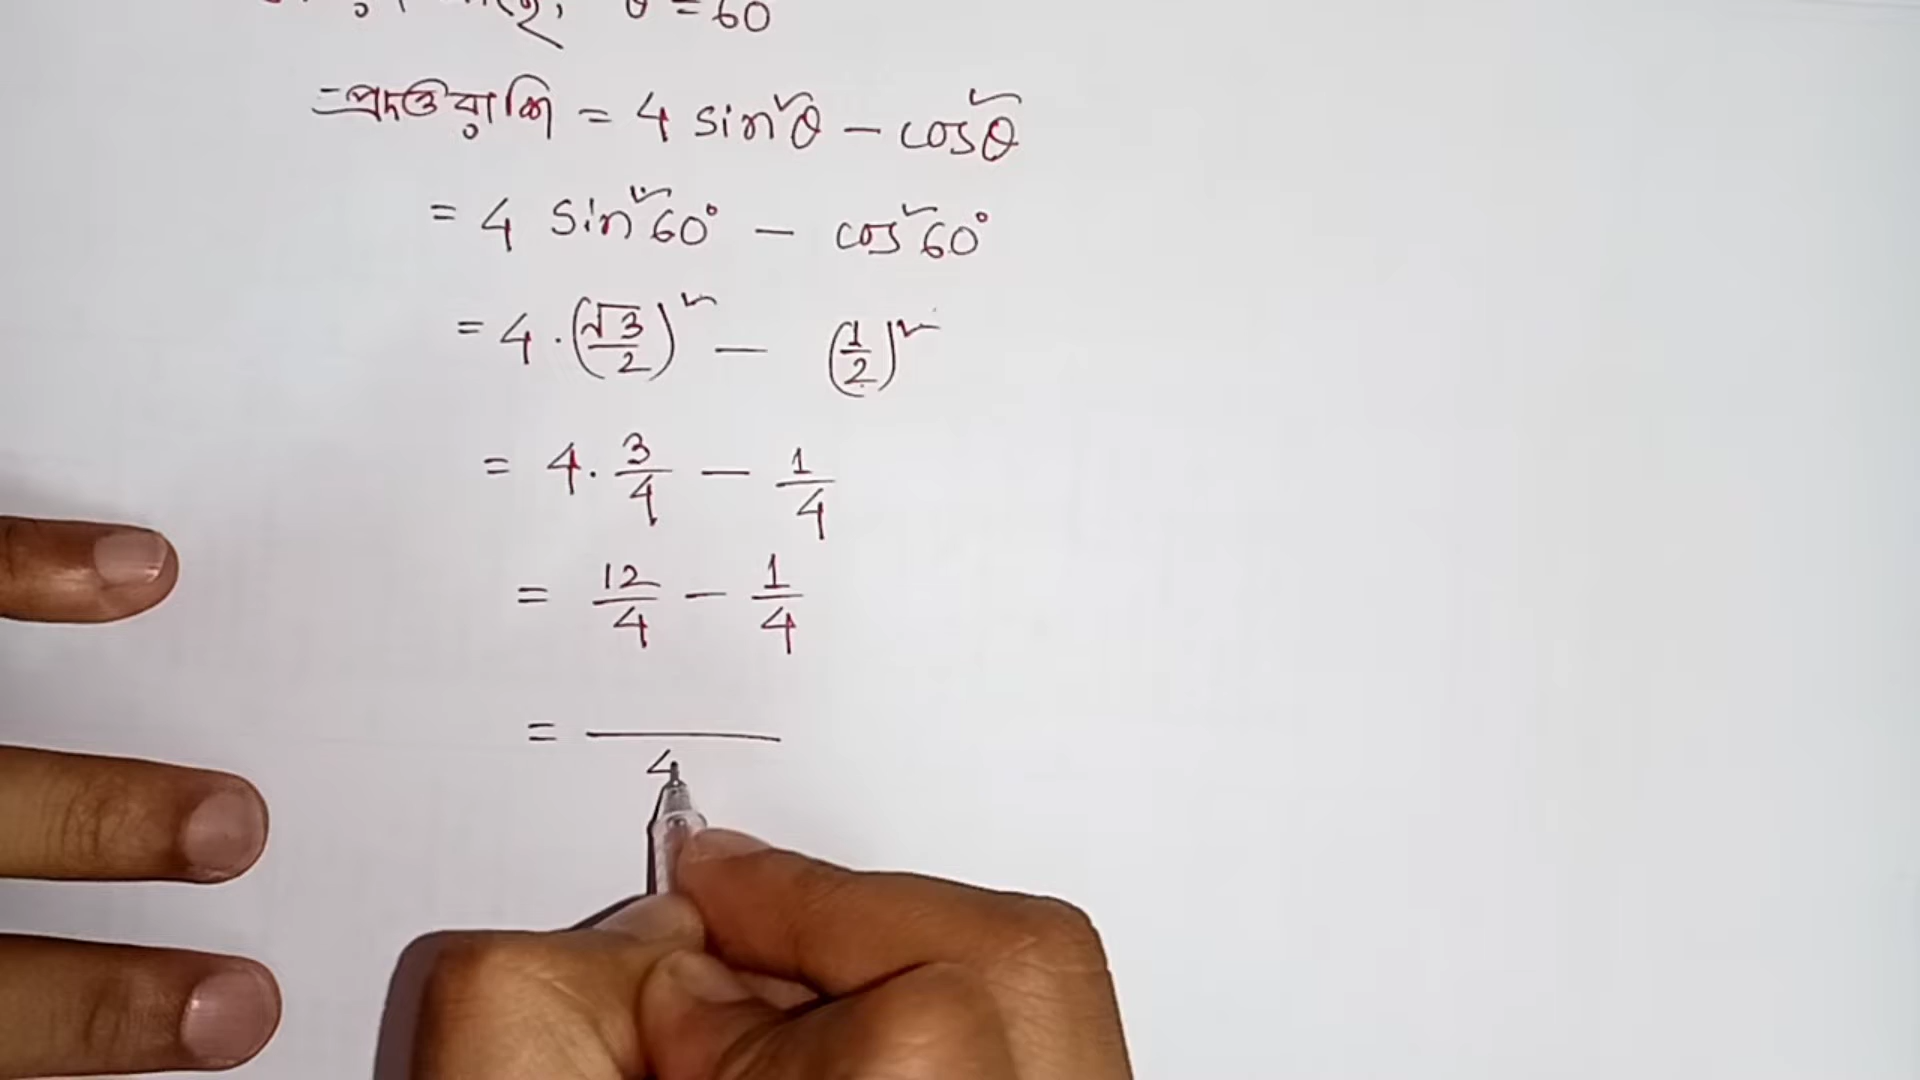 θ = 60
= প্রদত্ত রাশি = 4 sin²θ − cos²θ
= 4 sin²60° − cos²60°
= 4 · (√3/2)² − (1/2)²
= 4 · 3/4 − 1/4
= 12/4 − 1/4
= /4